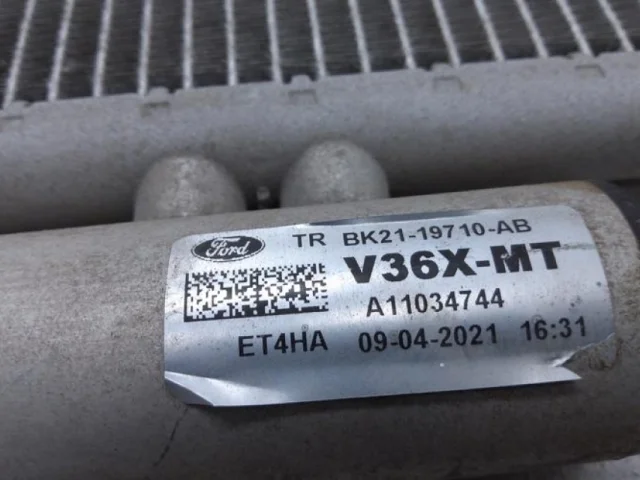 Ford TR BK21-19710-AB
V36X-MT
A11034744
ET4HA 09-04-2021 16:31